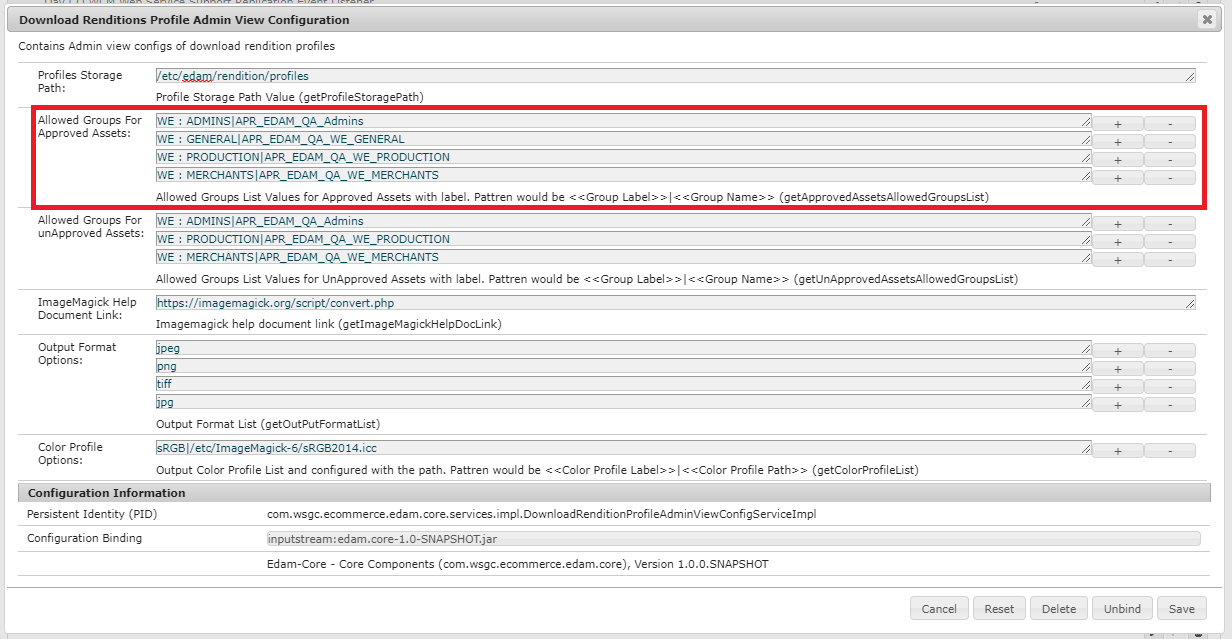 Day CQ WCM Web Service Support Replication Event Listener
Download Renditions Profile Admin View Configuration
Contains Admin view configs of download rendition profiles
Profiles Storage Path:
/etc/edam/rendition/profiles
Profile Storage Path Value (getProfileStoragePath)
Allowed Groups For Approved Assets:
WE : ADMINS|APR_EDAM_QA_Admins + -
WE : GENERAL|APR_EDAM_QA_WE_GENERAL + -
WE : PRODUCTION|APR_EDAM_QA_WE_PRODUCTION + -
WE : MERCHANTS|APR_EDAM_QA_WE_MERCHANTS + -
Allowed Groups List Values for Approved Assets with label. Pattren would be <<Group Label>>|<<Group Name>> (getApprovedAssetsAllowedGroupsList)
Allowed Groups For unApproved Assets:
WE : ADMINS|APR_EDAM_QA_Admins + -
WE : PRODUCTION|APR_EDAM_QA_WE_PRODUCTION + -
WE : MERCHANTS|APR_EDAM_QA_WE_MERCHANTS + -
Allowed Groups List Values for UnApproved Assets with label. Pattren would be <<Group Label>>|<<Group Name>> (getUnApprovedAssetsAllowedGroupsList)
ImageMagick Help Document Link:
https://imagemagick.org/script/convert.php
Imagemagick help document link (getImageMagickHelpDocLink)
Output Format Options:
jpeg + -
png + -
tiff + -
jpg + -
Output Format List (getOutPutFormatList)
Color Profile Options:
sRGB|/etc/ImageMagick-6/sRGB2014.icc + -
Output Color Profile List and configured with the path. Pattren would be <<Color Profile Label>>|<<Color Profile Path>> (getColorProfileList)
Configuration Information
Persistent Identity (PID) com.wsgc.ecommerce.edam.core.services.impl.DownloadRenditionProfileAdminViewConfigServiceImpl
Configuration Binding inputstream:edam.core-1.0-SNAPSHOT.jar
Edam-Core - Core Components (com.wsgc.ecommerce.edam.core), Version 1.0.0.SNAPSHOT
Cancel Reset Delete Unbind Save